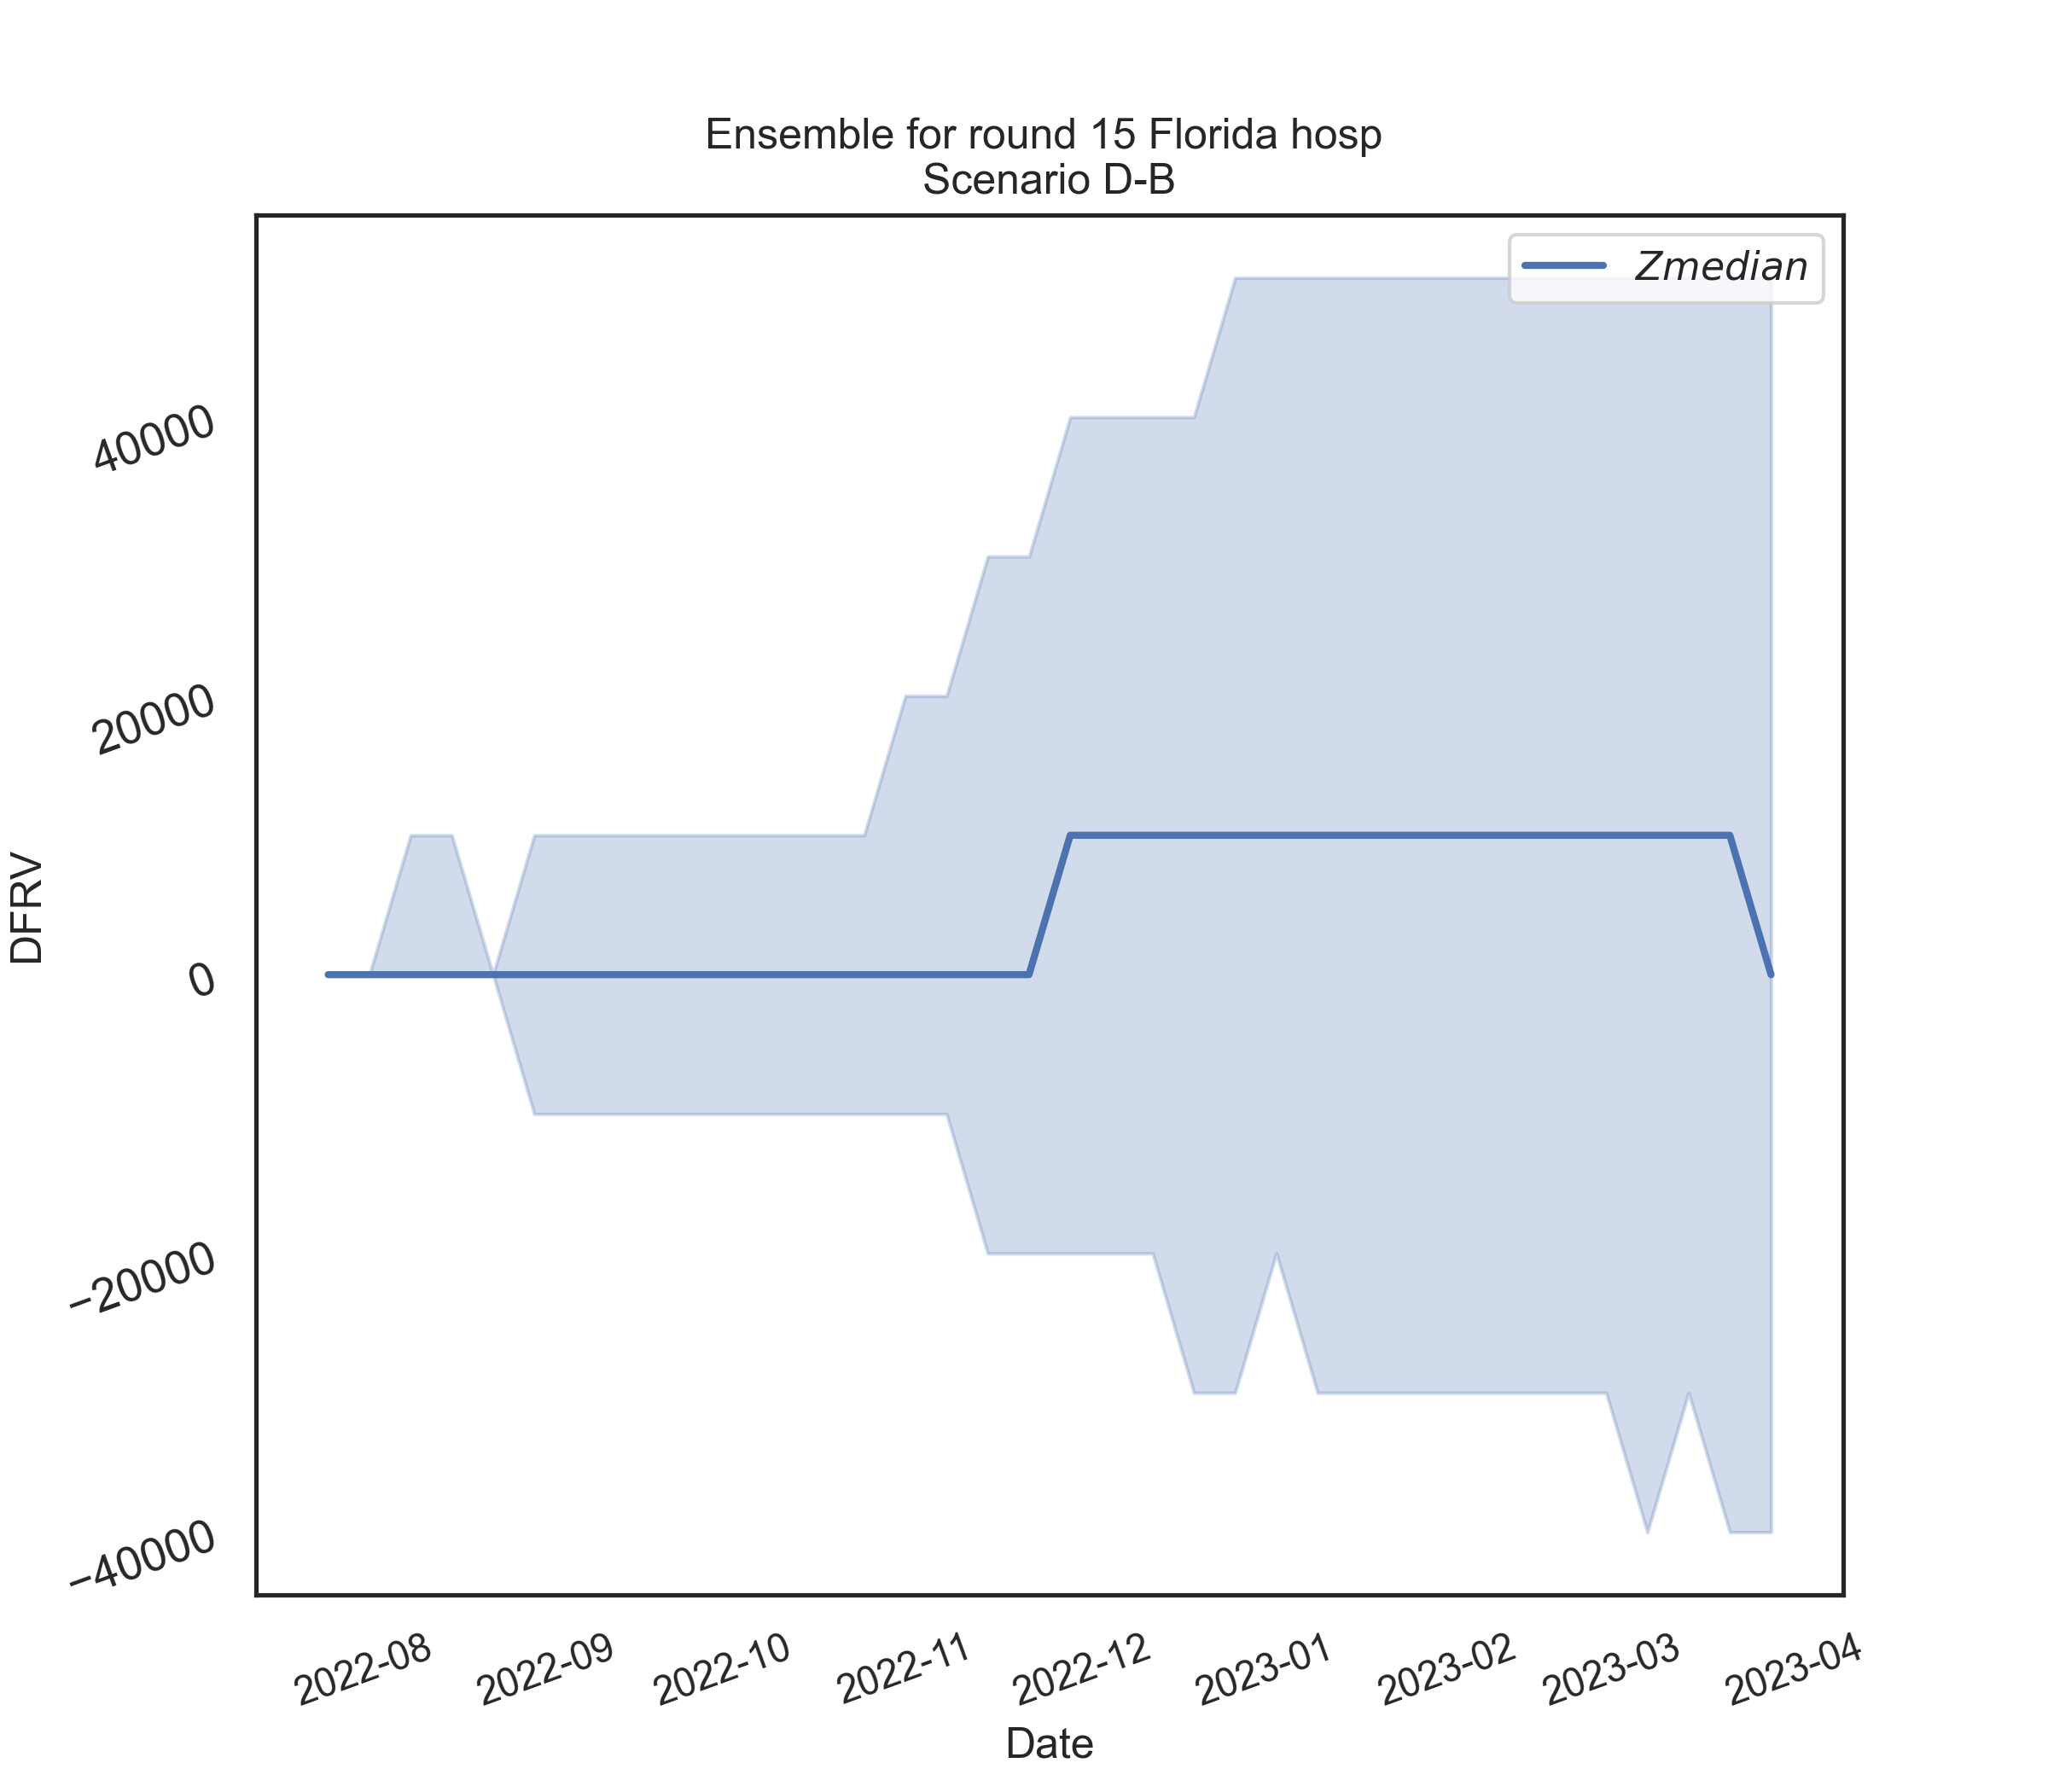 Ensemble for round 15 Florida hosp
Scenario D-B
Zmedian
40000
20000
0
−20000
−40000
DFRV
2022-08
2022-09
2022-10
2022-11
2022-12
2023-01
2023-02
2023-03
2023-04
Date